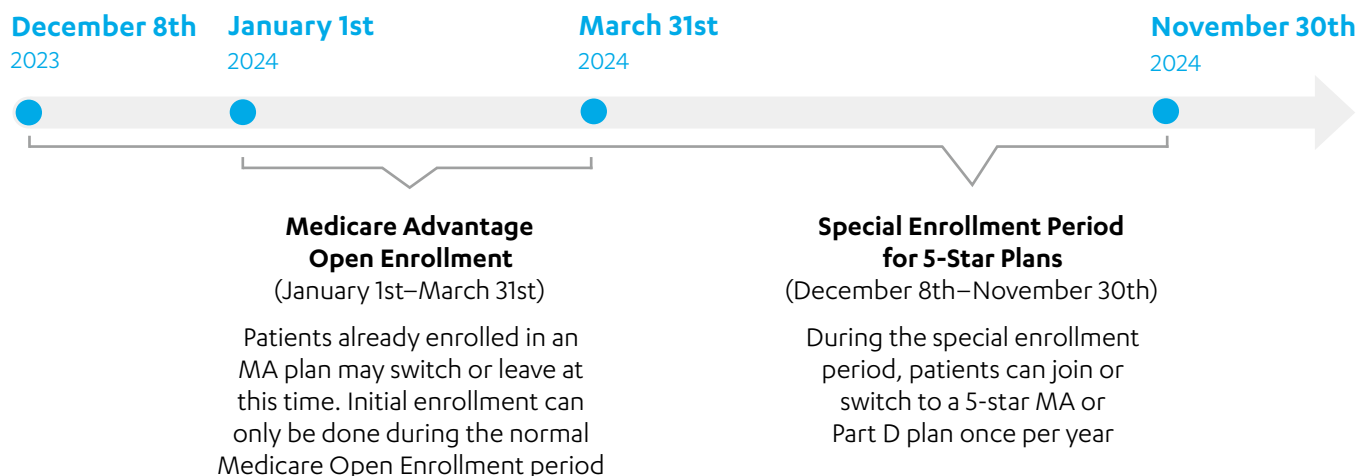 December 8th
2023
January 1st
2024
March 31st
2024
November 30th
2024
Medicare Advantage
Open Enrollment
(January 1st–March 31st)
Patients already enrolled in an
MA plan may switch or leave at
this time. Initial enrollment can
only be done during the normal
Medicare Open Enrollment period
Special Enrollment Period
for 5-Star Plans
(December 8th–November 30th)
During the special enrollment
period, patients can join or
switch to a 5-star MA or
Part D plan once per year